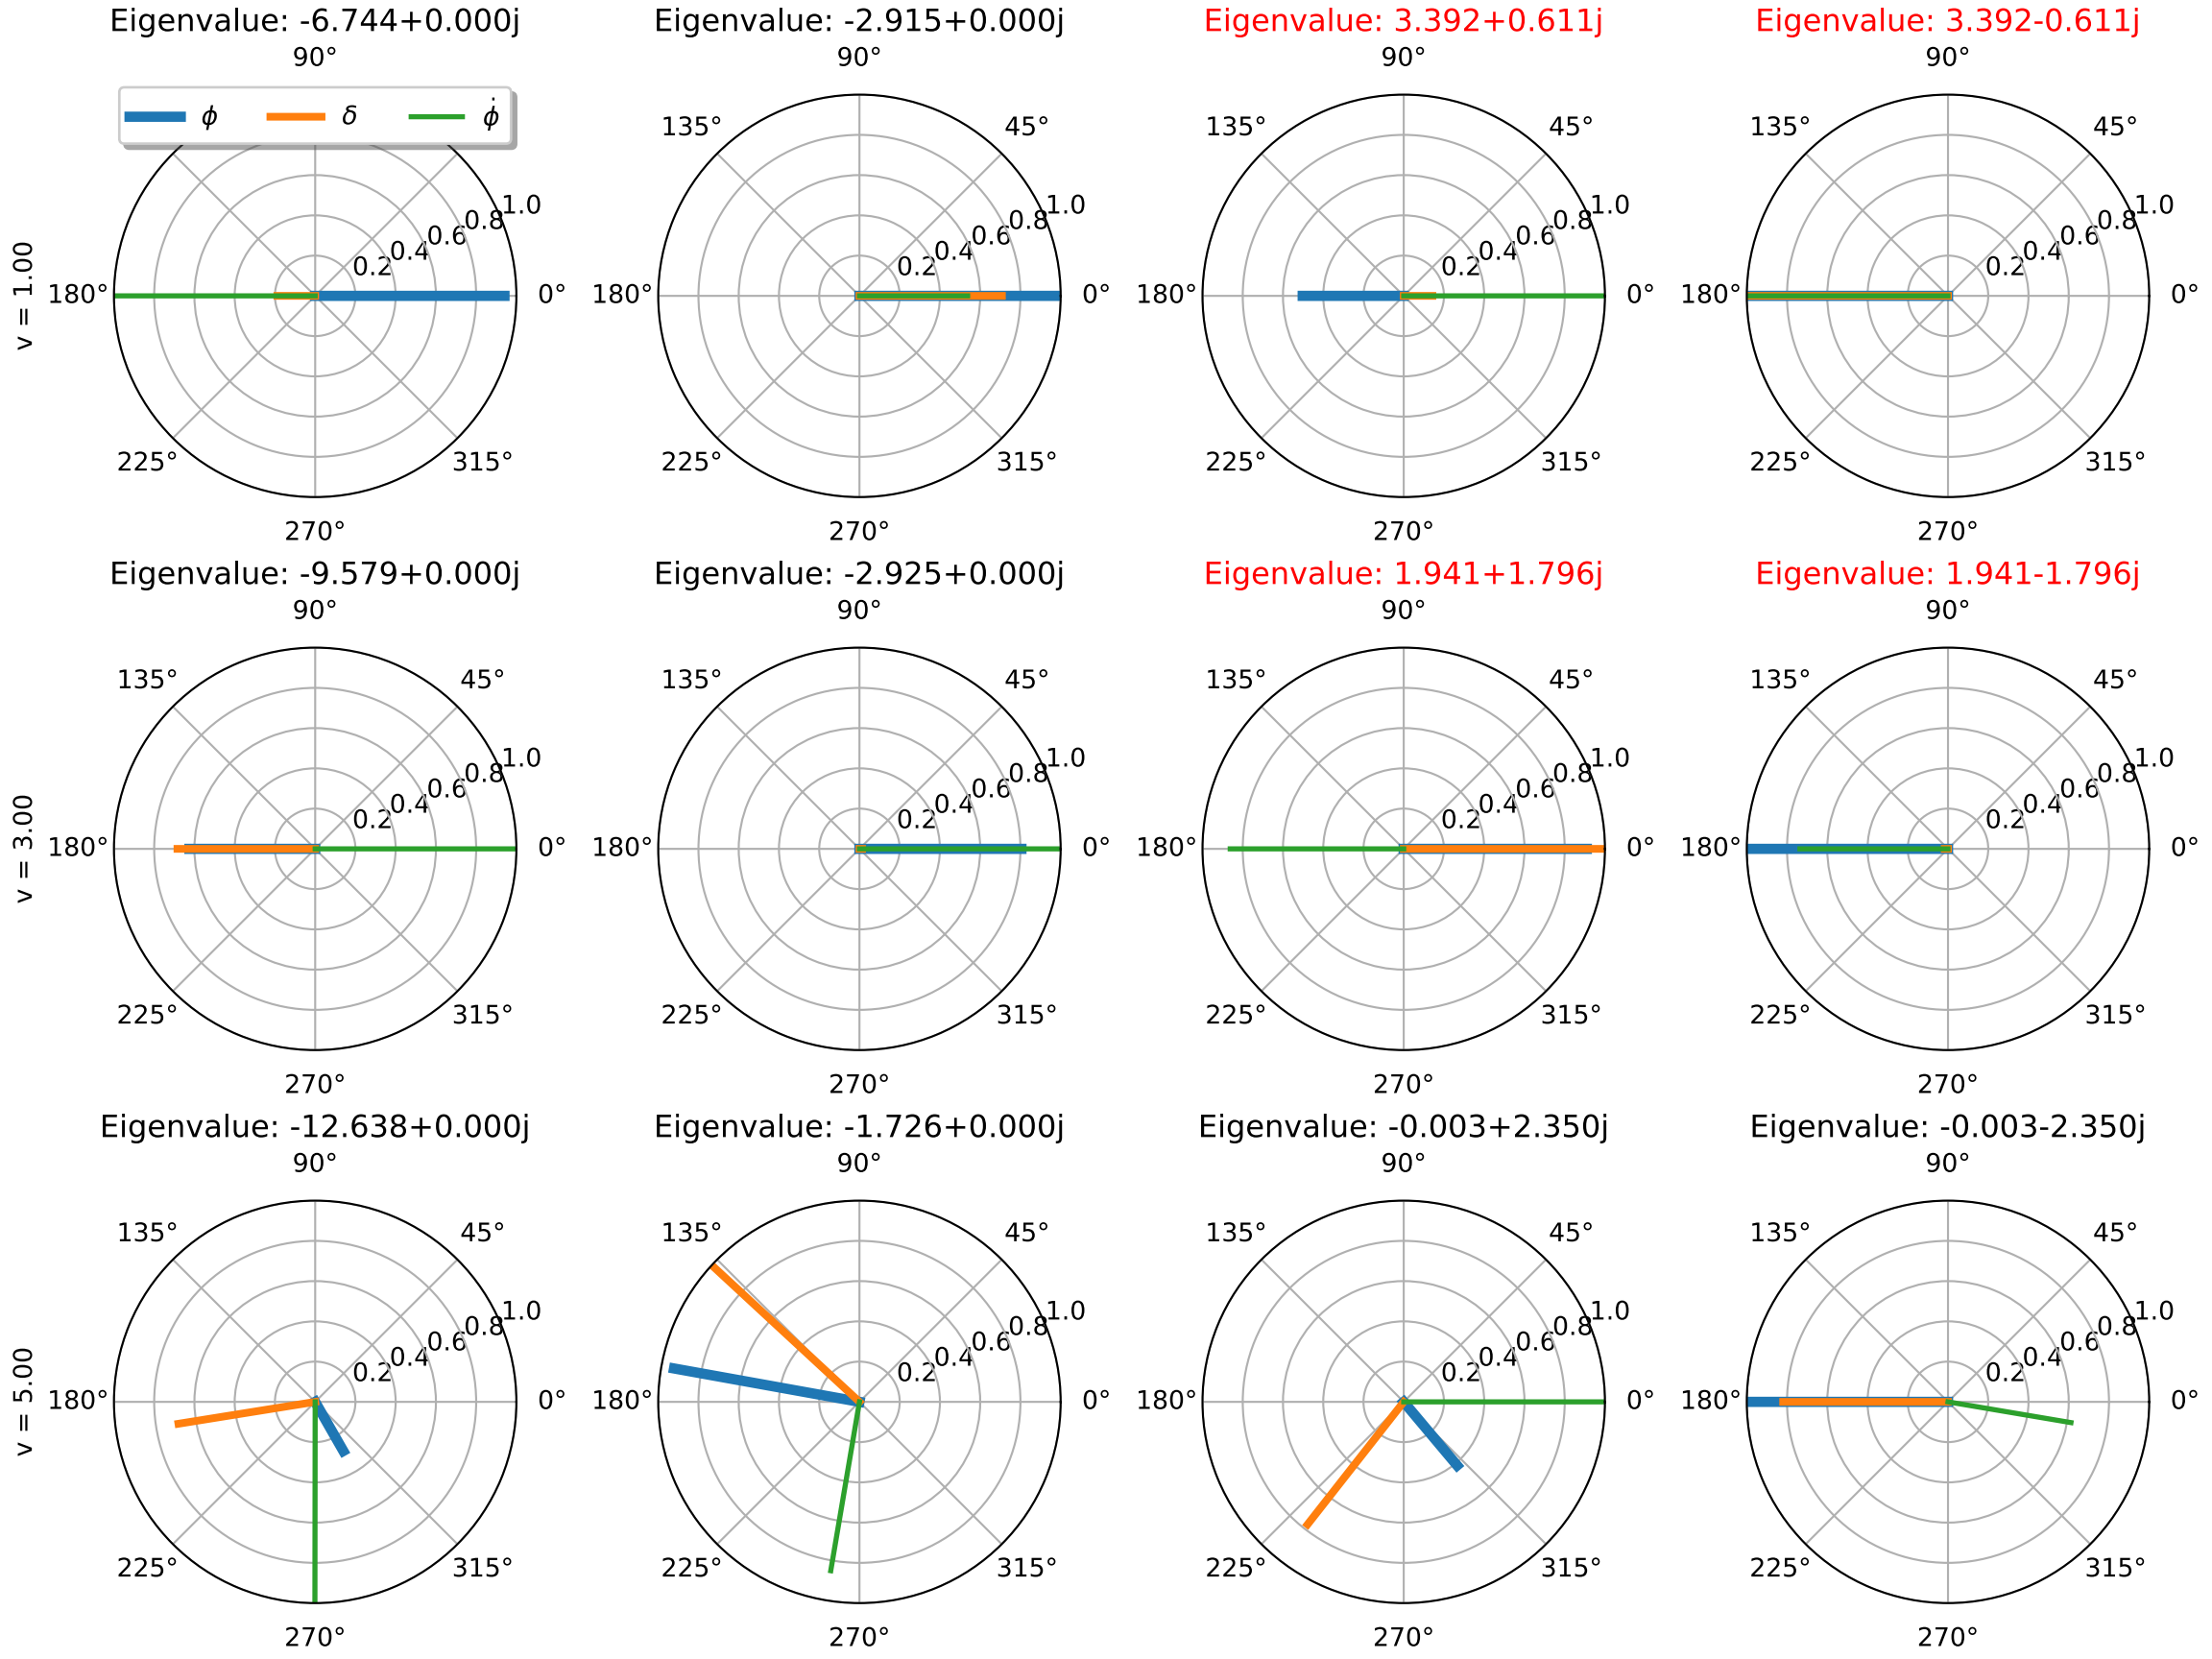 Eigenvalue: -6.744+0.000j Eigenvalue: -2.915+0.000j Eigenvalue: 3.392+0.611j Eigenvalue: 3.392-0.611j
90° 90° 90° 90°
ϕ δ ϕ̇
135° 45° 135° 45° 135° 45°
1.0 1.0 1.0 1.0
0.8 0.8 0.8 0.8
0.6 0.6 0.6 0.6
0.4 0.4 0.4 0.4
0.2 0.2 0.2 0.2
v = 1.00 180° 0° 180° 0° 180° 0° 180° 0°
225° 315° 225° 315° 225° 315° 225° 315°
270° 270° 270° 270°
Eigenvalue: -9.579+0.000j Eigenvalue: -2.925+0.000j Eigenvalue: 1.941+1.796j Eigenvalue: 1.941-1.796j
90° 90° 90° 90°
135° 45° 135° 45° 135° 45° 135° 45°
1.0 1.0 1.0 1.0
0.8 0.8 0.8 0.8
0.6 0.6 0.6 0.6
0.4 0.4 0.4 0.4
0.2 0.2 0.2 0.2
v = 3.00 180° 0° 180° 0° 180° 0° 180° 0°
225° 315° 225° 315° 225° 315° 225° 315°
270° 270° 270° 270°
Eigenvalue: -12.638+0.000j Eigenvalue: -1.726+0.000j Eigenvalue: -0.003+2.350j Eigenvalue: -0.003-2.350j
90° 90° 90° 90°
135° 45° 135° 45° 135° 45° 135° 45°
1.0 1.0 1.0 1.0
0.8 0.8 0.8 0.8
0.6 0.6 0.6 0.6
0.4 0.4 0.4 0.4
0.2 0.2 0.2 0.2
v = 5.00 180° 0° 180° 0° 180° 0° 180° 0°
225° 315° 225° 315° 225° 315° 225° 315°
270° 270° 270° 270°